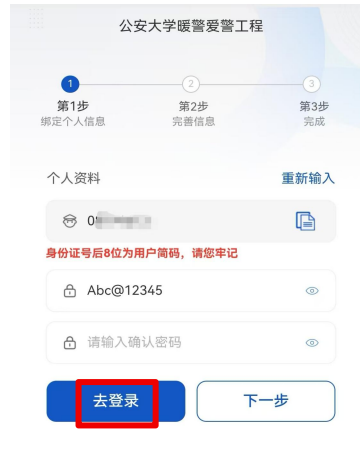 公安大学暖警爱警工程
1 2 3
第1步 第2步 第3步
绑定个人信息 完善信息 完成
个人资料 重新输入
0
身份证号后8位为用户简码，请您牢记
Abc@12345
请输入确认密码
去登录 下一步